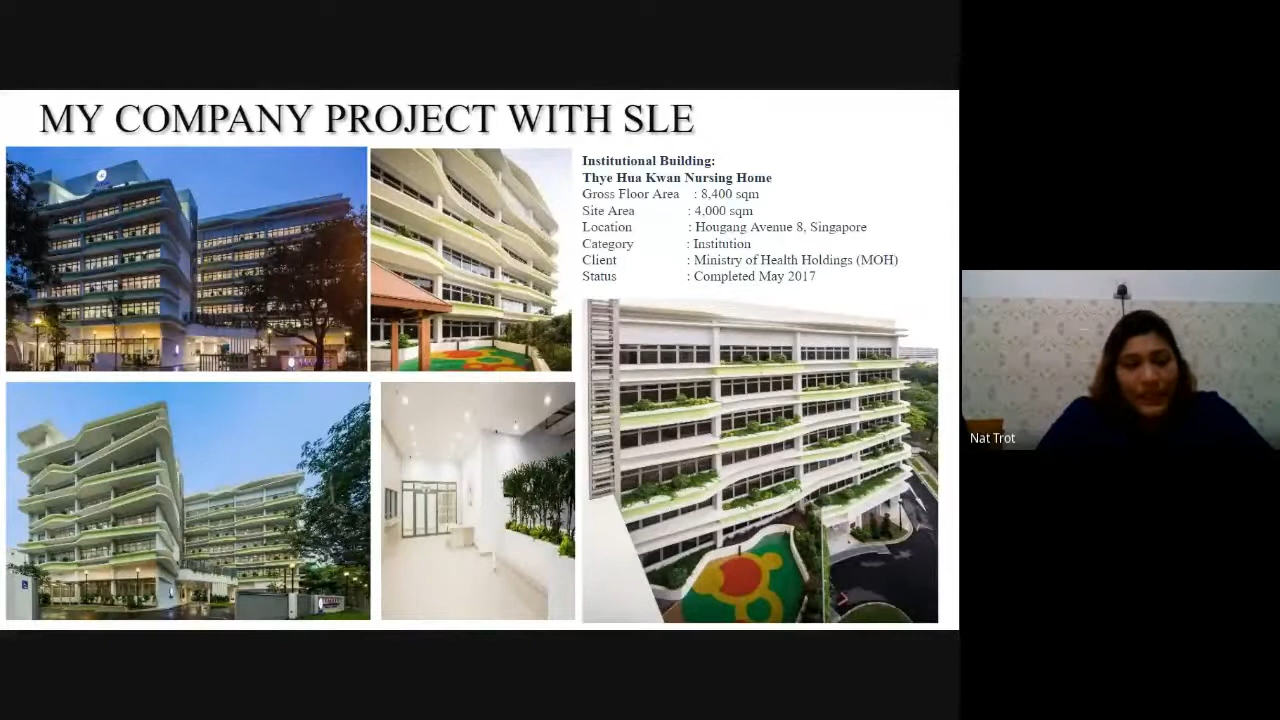 MY COMPANY PROJECT WITH SLE
Institutional Building:
Thye Hua Kwan Nursing Home
Gross Floor Area : 8,400 sqm
Site Area : 4,000 sqm
Location : Hougang Avenue 8, Singapore
Category : Institution
Client : Ministry of Health Holdings (MOH)
Status : Completed May 2017
Nat Trot